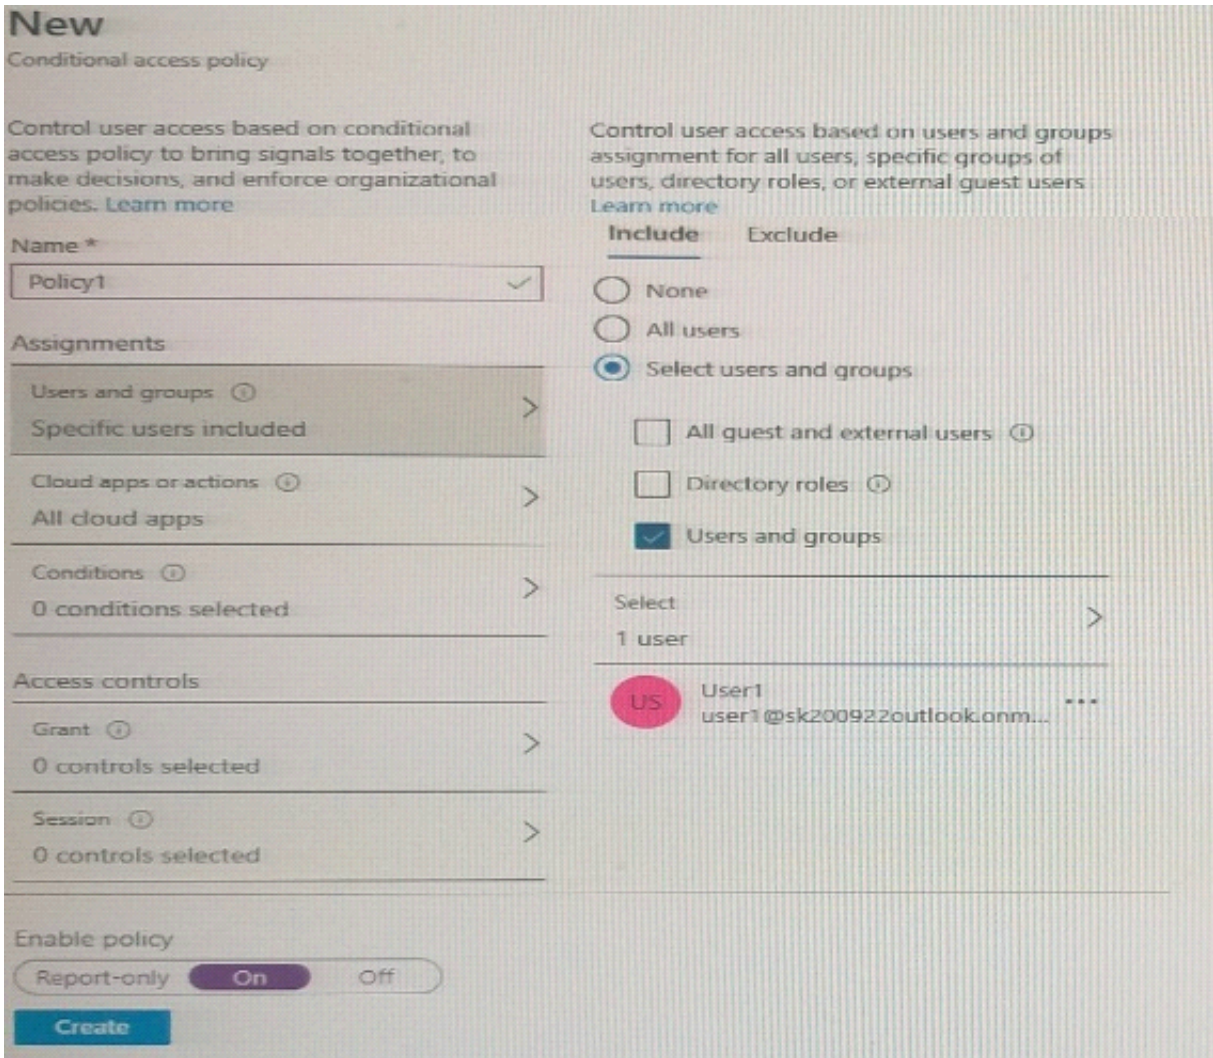 New
Conditional access policy
Control user access based on conditional
access policy to bring signals together, to
make decisions, and enforce organizational
policies. Learn more
Name *
Policy1
Assignments
Users and groups
Specific users included
Cloud apps or actions
All cloud apps
Conditions
0 conditions selected
Access controls
Grant
0 controls selected
Session
0 controls selected
Enable policy
Report-only On Off
Create
Control user access based on users and groups
assignment for all users, specific groups of
users, directory roles, or external guest users
Learn more
Include Exclude
None
All users
Select users and groups
All guest and external users
Directory roles
Users and groups
Select
1 user
US
User1
user1@sk200922outlook.onm...